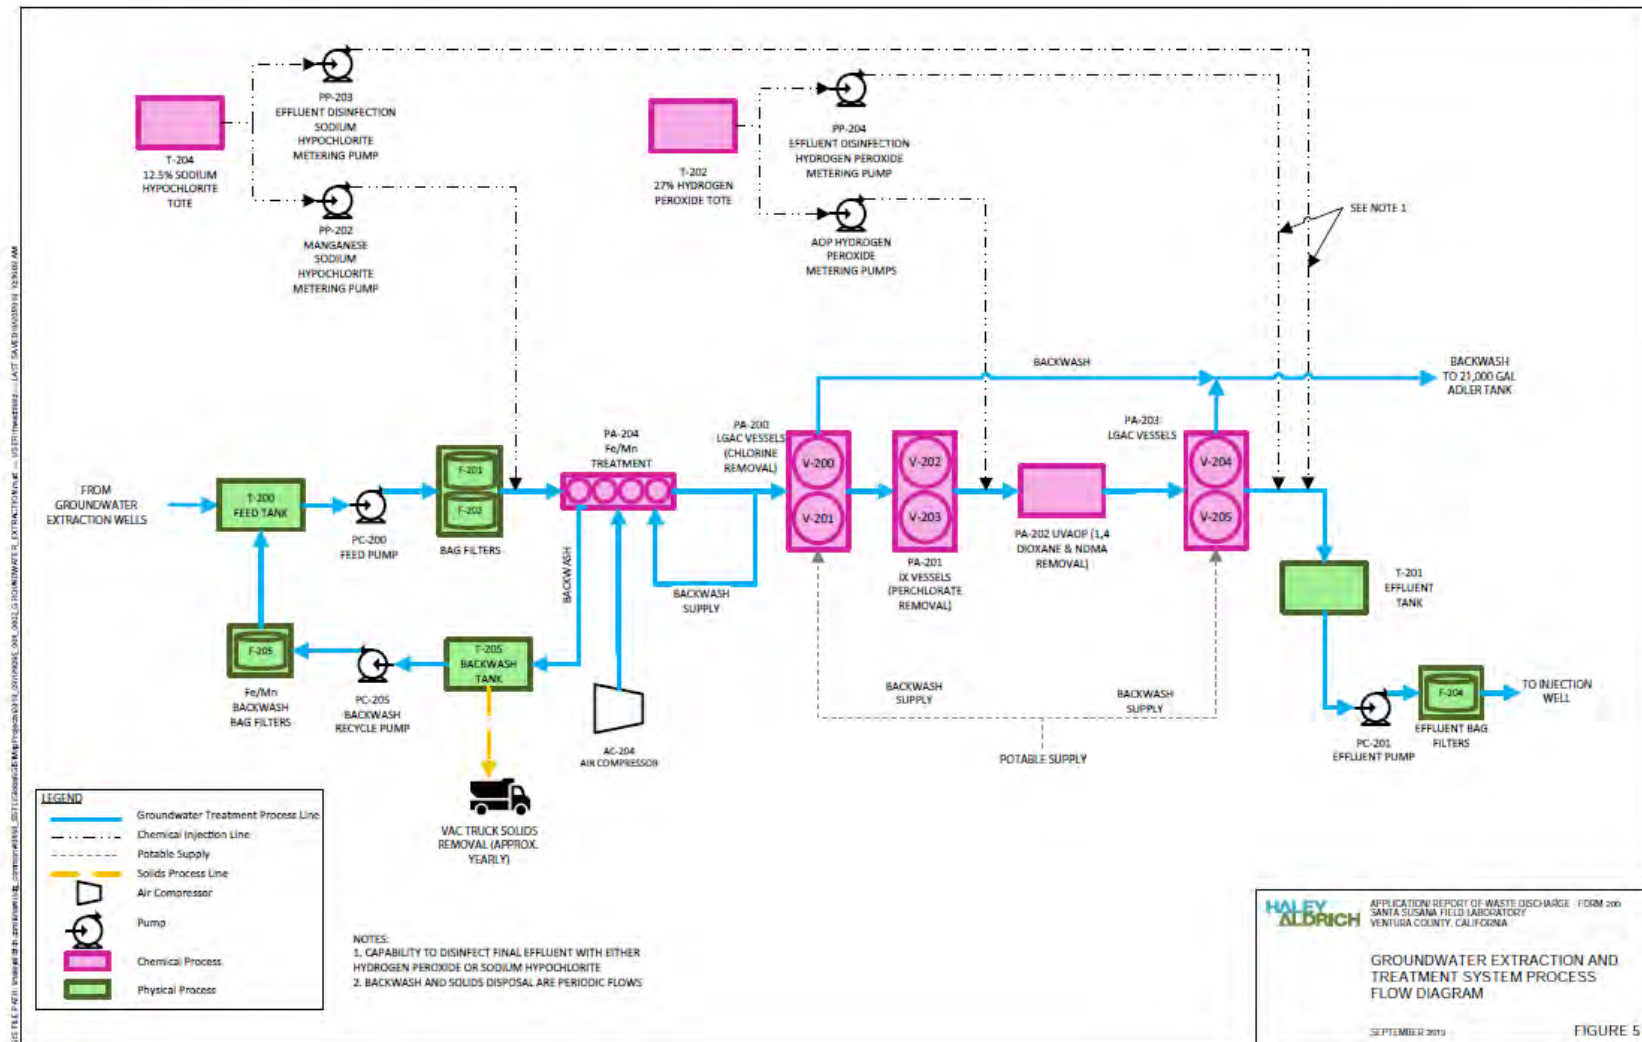 PP-203
EFFLUENT DISINFECTION
SODIUM
HYPOCHLORITE
METERING PUMP
T-204
12.5% SODIUM
HYPOCHLORITE
TOTE
PP-202
MANGANESE
SODIUM
HYPOCHLORITE
METERING PUMP
PP-204
EFFLUENT DISINFECTION
HYDROGEN PEROXIDE
METERING PUMP
T-202
27% HYDROGEN
PEROXIDE TOTE
AOP HYDROGEN
PEROXIDE
METERING PUMPS
SEE NOTE 1
BACKWASH
BACKWASH
TO 21,000 GAL
ADLER TANK
FROM
GROUNDWATER
EXTRACTION WELLS
T-200
FEED TANK
PC-200
FEED PUMP
F-201
F-202
BAG FILTERS
PA-204
Fe/Mn
TREATMENT
PA-200
LGAC VESSELS
(CHLORINE
REMOVAL)
V-200
V-201
V-202
V-203
PA-201
IX VESSELS
(PERCHLORATE
REMOVAL)
PA-202 UVAOP (1,4
DIOXANE & NDMA
REMOVAL)
PA-203
LGAC VESSELS
V-204
V-205
BACKWASH
BACKWASH
SUPPLY
T-201
EFFLUENT
TANK
F-205
Fe/Mn
BACKWASH
BAG FILTERS
PC-205
BACKWASH
RECYCLE PUMP
T-205
BACKWASH
TANK
AC-204
AIR COMPRESSOR
BACKWASH
SUPPLY
BACKWASH
SUPPLY
POTABLE SUPPLY
PC-201
EFFLUENT PUMP
F-204
EFFLUENT BAG
FILTERS
TO INJECTION
WELL
VAC TRUCK SOLIDS
REMOVAL (APPROX.
YEARLY)
LEGEND
Groundwater Treatment Process Line
Chemical Injection Line
Potable Supply
Solids Process Line
Air Compressor
Pump
Chemical Process
Physical Process
NOTES:
1. CAPABILITY TO DISINFECT FINAL EFFLUENT WITH EITHER
HYDROGEN PEROXIDE OR SODIUM HYPOCHLORITE
2. BACKWASH AND SOLIDS DISPOSAL ARE PERIODIC FLOWS
HALEY
ALDRICH
APPLICATION/ REPORT OF WASTE DISCHARGE FORM 200
SANTA SUSANA FIELD LABORATORY
VENTURA COUNTY, CALIFORNIA
GROUNDWATER EXTRACTION AND
TREATMENT SYSTEM PROCESS
FLOW DIAGRAM
SEPTEMBER
FIGURE 5